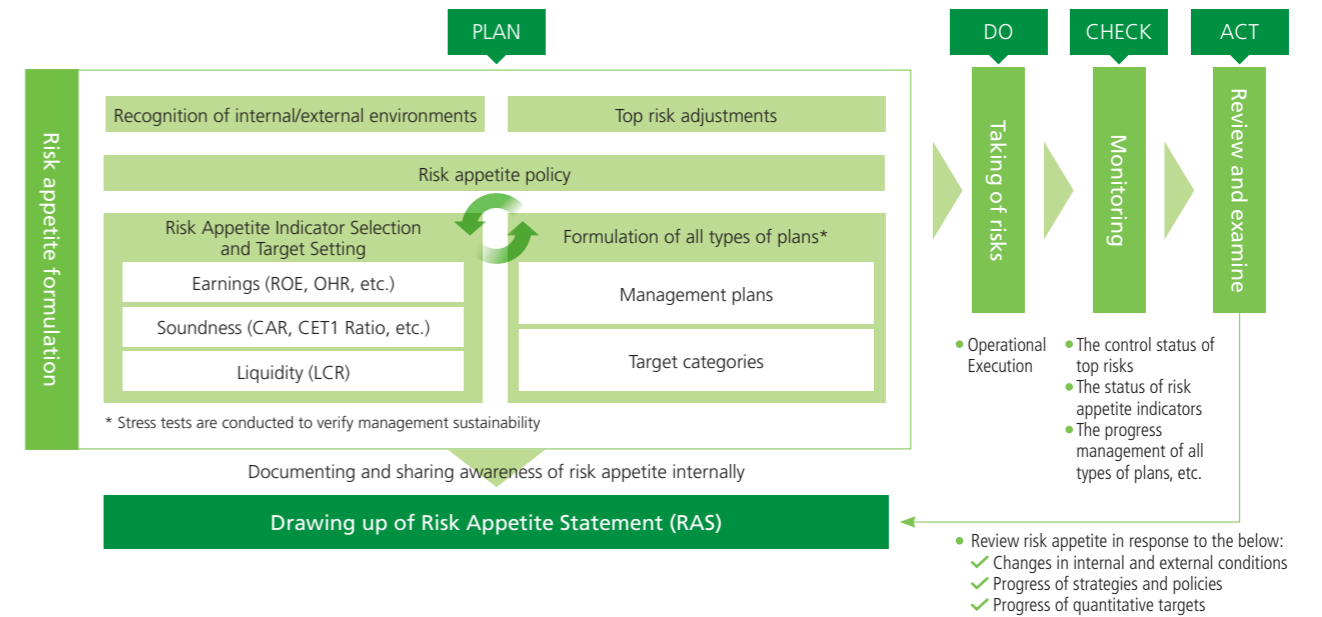 PLAN
DO
CHECK
ACT
Risk appetite formulation
Recognition of internal/external environments
Top risk adjustments
Risk appetite policy
Risk Appetite Indicator Selection
and Target Setting
Earnings (ROE, OHR, etc.)
Soundness (CAR, CET1 Ratio, etc.)
Liquidity (LCR)
Formulation of all types of plans*
Management plans
Target categories
* Stress tests are conducted to verify management sustainability
Documenting and sharing awareness of risk appetite internally
Drawing up of Risk Appetite Statement (RAS)
Taking of risks
• Operational
Execution
Monitoring
• The control status of
top risks
• The status of risk
appetite indicators
• The progress
management of all
types of plans, etc.
Review and examine
• Review risk appetite in response to the below:
✓ Changes in internal and external conditions
✓ Progress of strategies and policies
✓ Progress of quantitative targets